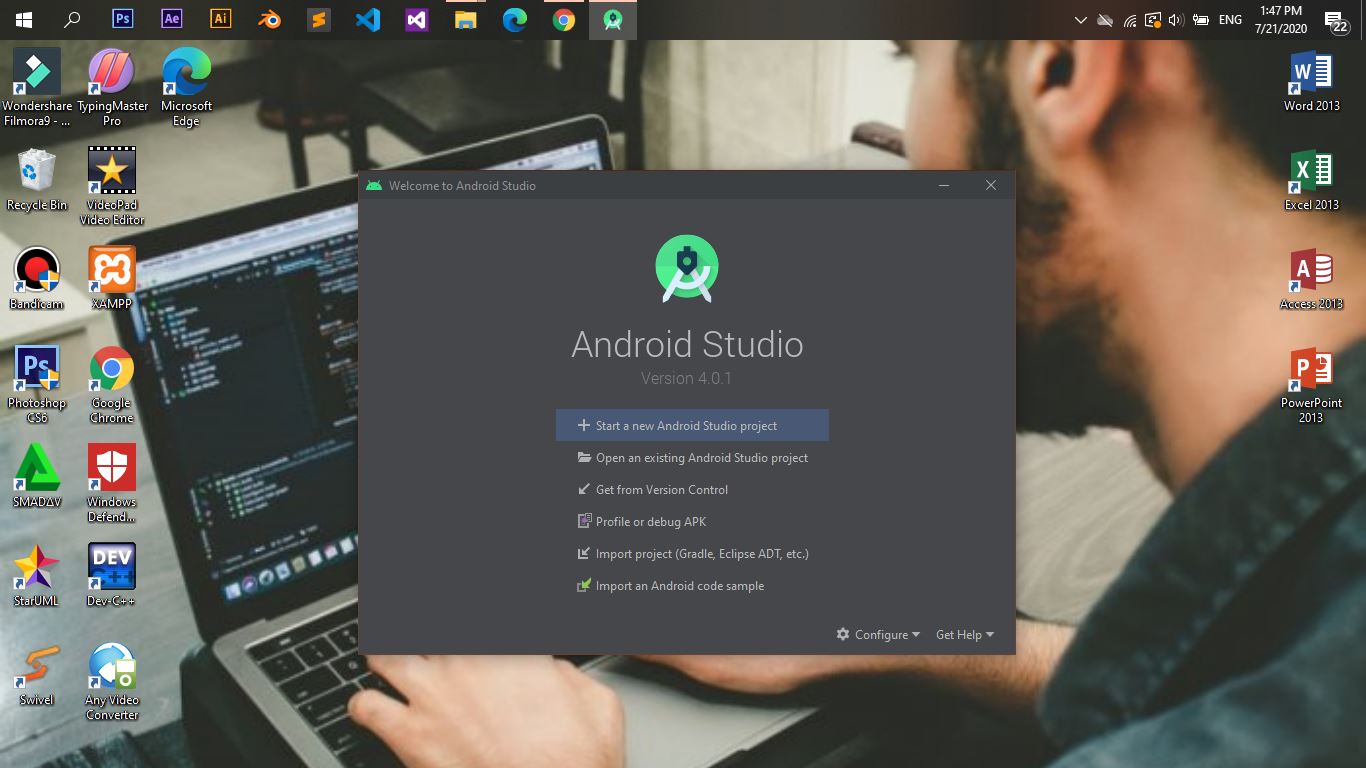 Ps
Ae
Ai
ENG
1:47 PM
7/21/2020
22
Wondershare
Filmora9 - ...
TypingMaster
Pro
Microsoft
Edge
Recycle Bin
VideoPad
Video Editor
Bandicam
XAMPP
Ps
Photoshop
CS6
Google
Chrome
SMADΔV
Windows
Defend...
StarUML
DEV
C++
Dev-C++
Swivel
Any Video
Converter
Welcome to Android Studio
Android Studio
Version 4.0.1
Start a new Android Studio project
Open an existing Android Studio project
Get from Version Control
Profile or debug APK
Import project (Gradle, Eclipse ADT, etc.)
Import an Android code sample
Configure
Get Help
W
Word 2013
X
Excel 2013
A
Access 2013
P
PowerPoint
2013